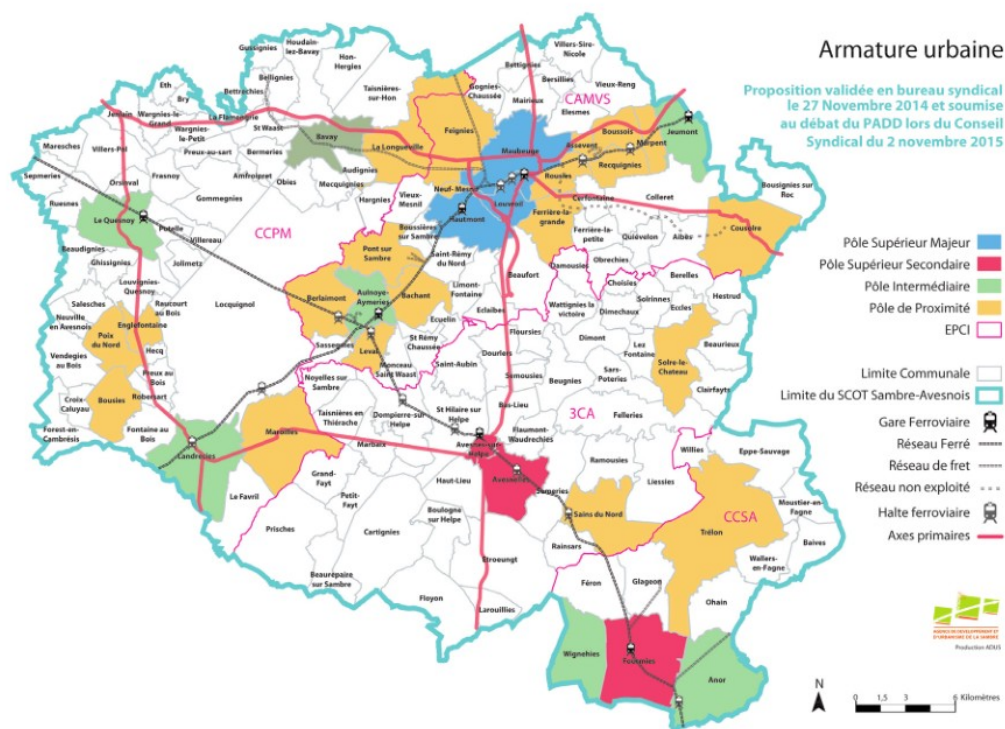 Armature urbaine
Proposition validée en bureau syndical
le 27 Novembre 2014 et soumise
au débat du PADD lors du Conseil
Syndical du 2 novembre 2015
Pôle Supérieur Majeur
Pôle Supérieur Secondaire
Pôle Intermédiaire
Pôle de Proximité
EPCI
Limite Communale
Limite du SCOT Sambre-Avesnois
Gare Ferroviaire
Réseau Ferré
Réseau de fret
Réseau non exploité
Halte ferroviaire
Axes primaires
AGENCE DE DEVELOPPEMENT ET
D'URBANISME DE LA SAMBRE
Production ADUS
N
0 1,5 3 6 Kilomètres
CAMVS
CCPM
3CA
CCSA
Gussignies
Houdain-
lez-Bavay
Hon-
Hergies
Bellignies
Bettrechies
Taisnières-
sur-Hon
Gognies-
Chaussée
Bettignies
Villers-Sire-
Nicole
Bersillies
Vieux-Reng
Mairieux
Elesmes
Jeumont
Eth
Bry
Jenlain
Wargnies-le-
Grand
La Flamengrie
St Waast
Wargnies-
le-Petit
Preux-au-sart
Bermeries
Bavay
La Longueville
Feignies
Maubeuge
Assevent
Boussois
Marpent
Recquignies
Rousies
Maresches
Villers-Pol
Sepmeries
Orsinval
Frasnoy
Amfroipret
Obies
Audignies
Mecquignies
Gommegnies
Hargnies
Vieux-
Mesnil
Neuf-Mesnil
Louvroil
Hautmont
Ferrière-la-
grande
Cerfontaine
Colleret
Bousignies sur
Roc
Ruesnes
Le Quesnoy
Potelle
Villereau
Jolimetz
Boussières
sur Sambre
Pont sur
Sambre
Saint-Rémy
du Nord
Ferrière-
la-petite
Quiévelon
Aibes
Cousolre
Beaudignies
Ghissignies
Louvignies-
Quesnoy
Obrechies
Damousies
Beaufort
Limont-
Fontaine
Eclaibes
Bachant
Aulnoye-
Aymeries
Berlaimont
Locquignol
Raucourt
au Bois
Salesches
Neuville
en Avesnois
Englefontaine
Poix
du Nord
Hecq
Vendegies
au Bois
Preux au
Bois
Croix-
Caluyau
Bousies
Robersart
Forest-en-
Cambrésis
Fontaine au
Bois
Landrecies
Le Favril
Maroilles
Sassegnies
Leval
Monceau
Saint Waast
Ecuelin
St Rémy
Chaussée
Noyelles sur
Sambre
Taisnières en
Thiérache
Dompierre-sur-
Helpe
Saint-Aubin
St Hilaire sur
Helpe
Marbaix
Grand-
Fayt
Petit-
Fayt
Prisches
Cartignies
Beaurepaire
sur Sambre
Boulogne
sur Helpe
Haut-Lieu
Floyon
Etroeungt
Larouillies
Floursies
Dourlers
Semousies
Bas-Lieu
Flaumont-
Waudrechies
Avesnes sur
Helpe
Avesnelles
Wattignies la
victoire
Dimechaux
Dimont
Choisies
Solrinnes
Berelles
Eccles
Hestrud
Beaurieux
Lez
Fontaine
Solre-le-
Chateau
Clairfayts
Sars-
Poteries
Beugnies
Felleries
Ramousies
Liessies
Willies
Eppe-Sauvage
Semeries
Sains du Nord
Rainsars
Trélon
Moustier-en-
Fagne
Baives
Wallers-
en-Fagne
Féron
Glageon
Ohain
Wignehies
Fourmies
Anor